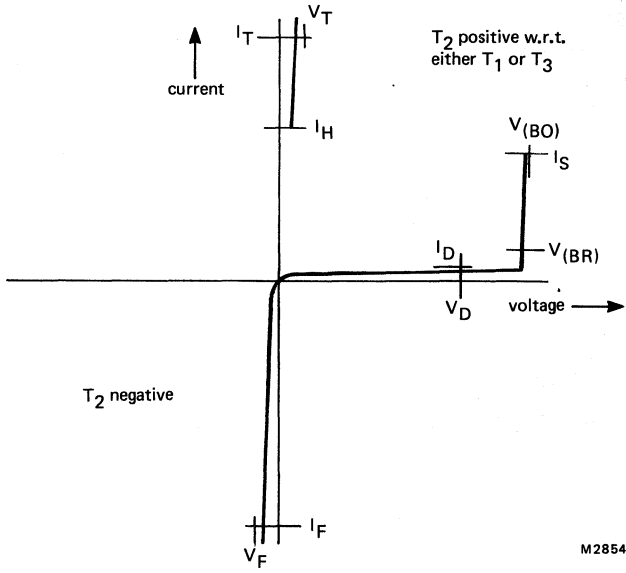 V_T
I_T
T_2 positive w.r.t.
either T_1 or T_3
current
I_H
V_(BO)
I_S
I_D
V_(BR)
V_D
voltage
T_2 negative
I_F
V_F
M2854